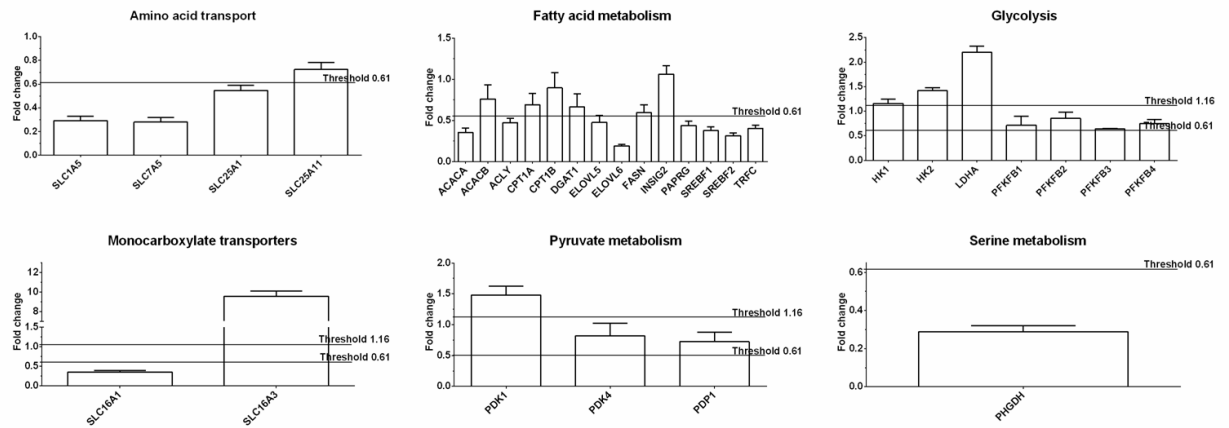 Amino acid transport
Fold change
1.0
0.8
0.6
0.4
0.2
0.0
Threshold 0.61
SLC1A5
SLC7A5
SLC25A1
SLC25A11
Fatty acid metabolism
Fold change
1.5
1.0
0.5
0.0
Threshold 0.61
ACACA
ACACB
ACLY
CPT1A
CPT1B
DGAT1
ELOVL5
ELOVL6
FASN
INSIG2
PAPRG
SREBF1
SREBF2
TRFC
Glycolysis
Fold change
2.5
2.0
1.5
1.0
0.5
0.0
Threshold 1.16
Threshold 0.61
HK1
HK2
LDHA
PFKFB1
PFKFB2
PFKFB3
PFKFB4
Monocarboxylate transporters
Fold change
12
10
8
1.5
1.0
0.5
0.0
Threshold 1.16
Threshold 0.61
SLC16A1
SLC16A3
Pyruvate metabolism
Fold change
2.0
1.5
1.0
0.5
0.0
Threshold 1.16
Threshold 0.61
PDK1
PDK4
PDP1
Serine metabolism
Fold change
0.6
0.4
0.2
0.0
Threshold 0.61
PHGDH